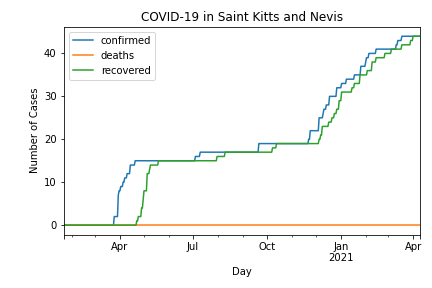 COVID-19 in Saint Kitts and Nevis
confirmed
deaths
recovered
Number of Cases
40
30
20
10
0
Apr
Jul
Oct
Jan
2021
Apr
Day